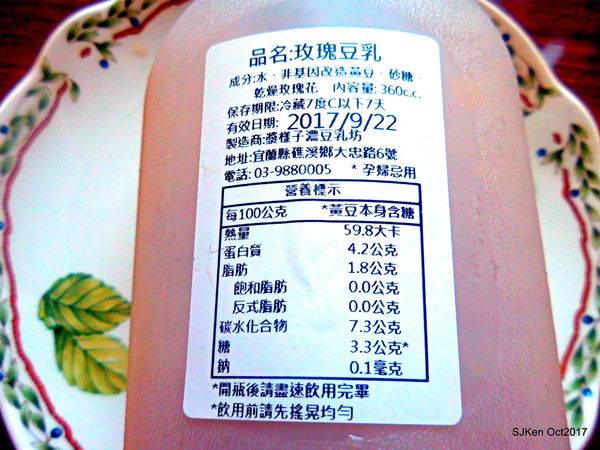 品名:玫瑰豆乳
成分:水、非基因改造黃豆、砂糖、
乾燥玫瑰花 內容量:360c.c.
保存期限:冷藏7度C以下7天
有效日期: 2017/9/22
製造商:漿樣子濃豆乳坊
地址:宜蘭縣礁溪鄉大忠路6號
電話:03-9880005 *孕婦忌用
營養標示
每100公克 *黃豆本身含糖
熱量 59.8大卡
蛋白質 4.2公克
脂肪 1.8公克
飽和脂肪 0.0公克
反式脂肪 0.0公克
碳水化合物 7.3公克
糖 3.3公克*
鈉 0.1毫克
*開瓶後請盡速飲用完畢
*飲用前請先搖晃均勻
SJKen Oct2017